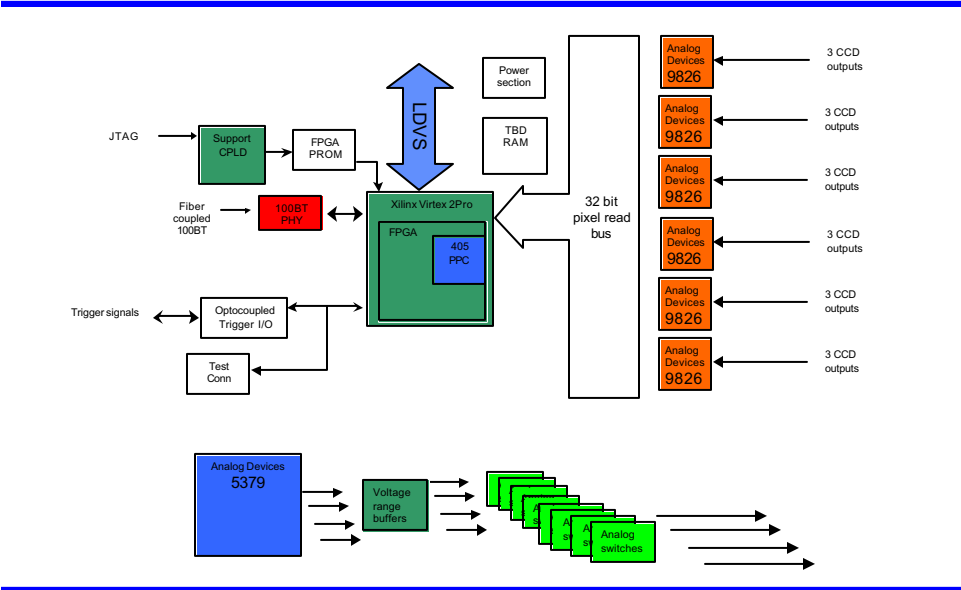 JTAG
Support
CPLD
FPGA
PROM
LDVS
Power
section
TBD
RAM
Fiber
coupled
100BT
100BT
PHY
Xilinx Virtex 2Pro
FPGA
405
PPC
32 bit
pixel read
bus
Analog
Devices
9826
3 CCD
outputs
Analog
Devices
9826
3 CCD
outputs
Analog
Devices
9826
3 CCD
outputs
Analog
Devices
9826
3 CCD
outputs
Analog
Devices
9826
3 CCD
outputs
Analog
Devices
9826
3 CCD
outputs
Trigger signals
Optocoupled
Trigger I/O
Test
Conn
Analog Devices
5379
Voltage
range
buffers
Analog
switches